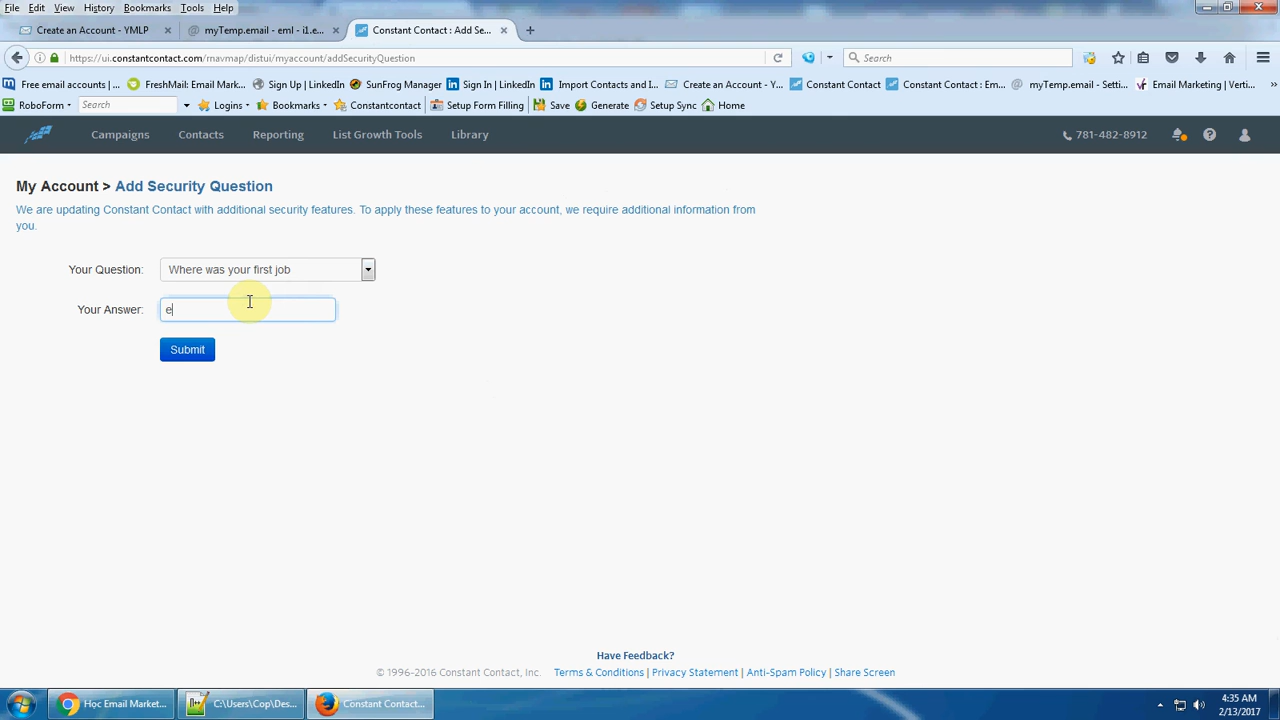 File Edit View History Bookmarks Tools Help
Create an Account - YMLP × myTemp.email - eml - i1.e... × Constant Contact : Add Se... × +
https://ui.constantcontact.com/rnavmap/distui/myaccount/addSecurityQuestion Search
Free email accounts | ... FreshMail: Email Mark... Sign Up | LinkedIn SunFrog Manager Sign In | LinkedIn Import Contacts and I... Create an Account - Y... Constant Contact Constant Contact : Em... myTemp.email - Setti... Email Marketing | Verti... »
RoboForm Search Logins Bookmarks Constantcontact Setup Form Filling Save Generate Setup Sync Home
Campaigns Contacts Reporting List Growth Tools Library 781-482-8912
My Account > Add Security Question
We are updating Constant Contact with additional security features. To apply these features to your account, we require additional information from
you.
Your Question: Where was your first job
Your Answer: e
Submit
Have Feedback?
© 1996-2016 Constant Contact, Inc. Terms & Conditions | Privacy Statement | Anti-Spam Policy | Share Screen
Hoc Email Market... C:\Users\Cop\Des... Constant Contact... 4:35 AM
2/13/2017